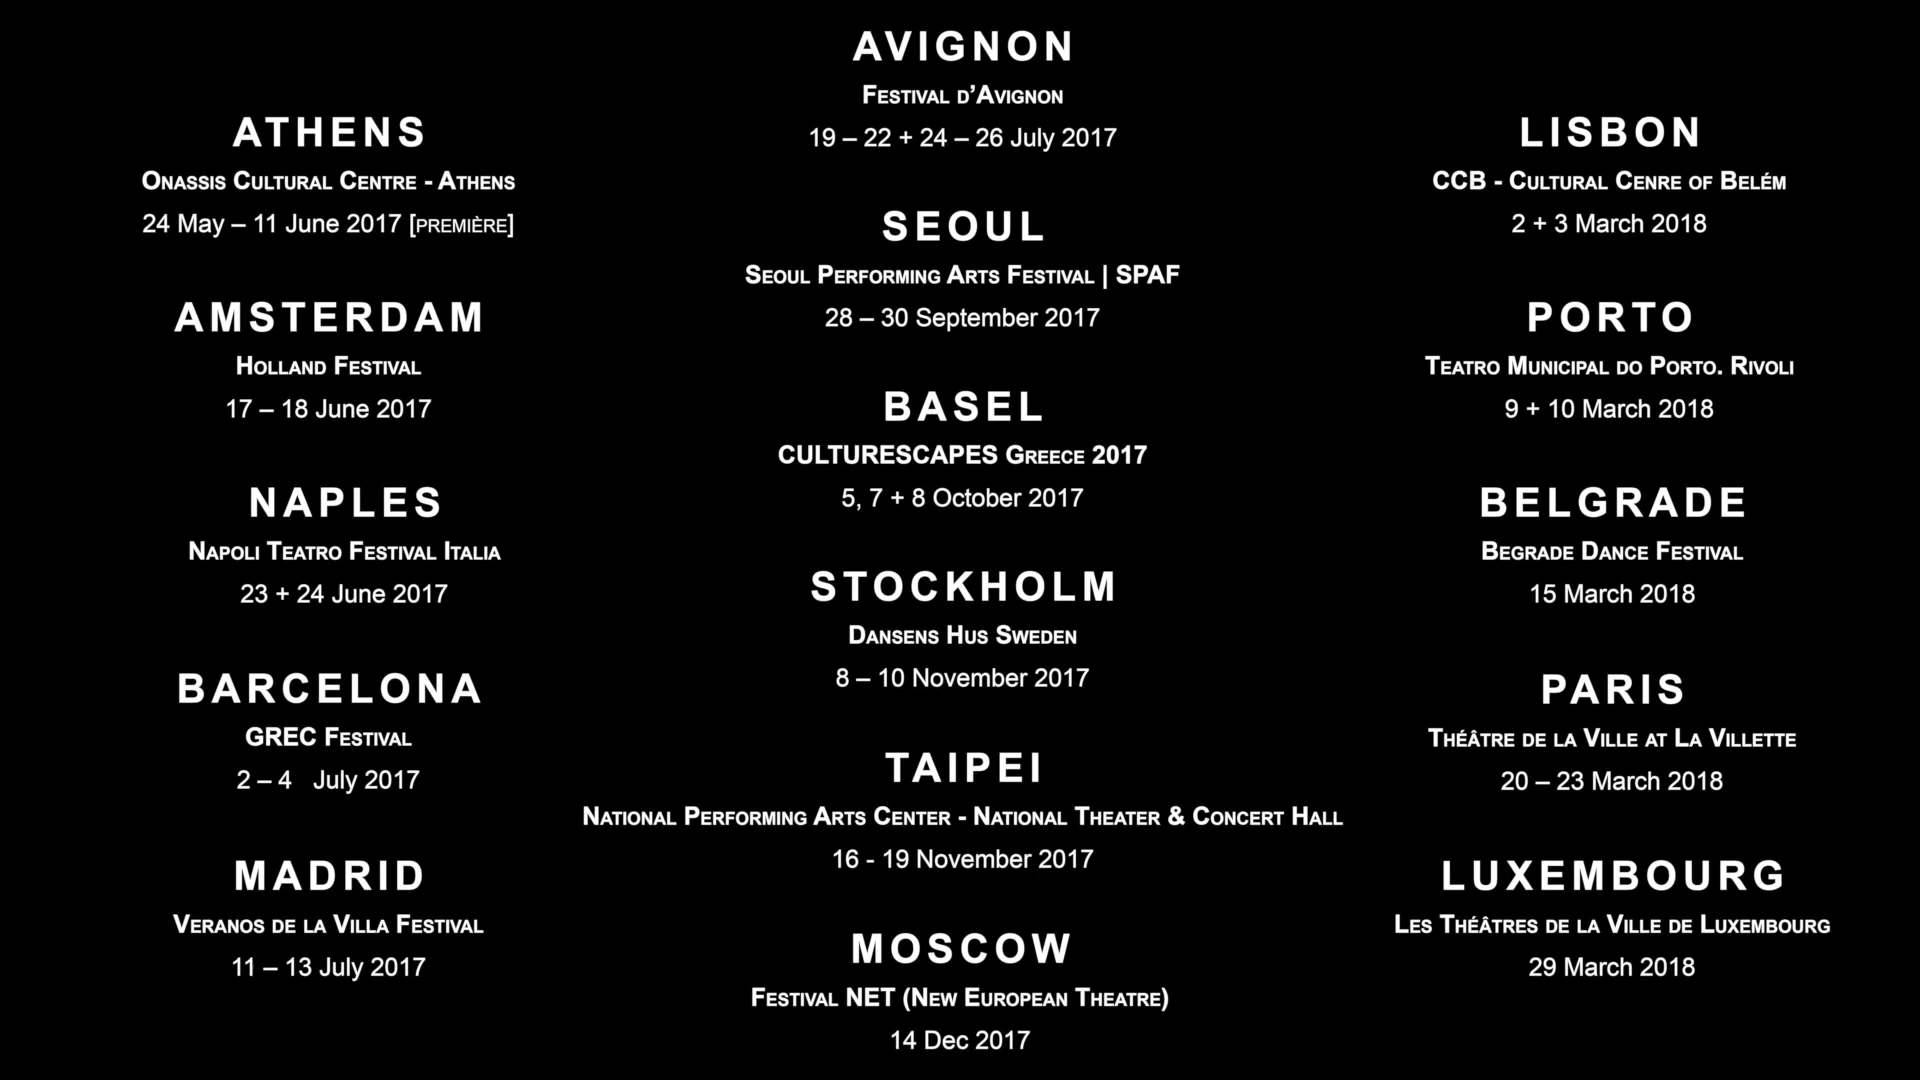 ATHENS
Onassis Cultural Centre - Athens
24 May – 11 June 2017 [PREMIÈRE]
AMSTERDAM
Holland Festival
17 – 18 June 2017
NAPLES
Napoli Teatro Festival Italia
23 + 24 June 2017
BARCELONA
GREC Festival
2 – 4 July 2017
MADRID
Veranos de la Villa Festival
11 – 13 July 2017
AVIGNON
Festival d’Avignon
19 – 22 + 24 – 26 July 2017
SEOUL
Seoul Performing Arts Festival | SPAF
28 – 30 September 2017
BASEL
CULTURESCAPES Greece 2017
5, 7 + 8 October 2017
STOCKHOLM
Dansens Hus Sweden
8 – 10 November 2017
TAIPEI
National Performing Arts Center - National Theater & Concert Hall
16 - 19 November 2017
MOSCOW
Festival NET (New European Theatre)
14 Dec 2017
LISBON
CCB - Cultural Cenre of Belém
2 + 3 March 2018
PORTO
Teatro Municipal do Porto. Rivoli
9 + 10 March 2018
BELGRADE
Begrade Dance Festival
15 March 2018
PARIS
Théâtre de la Ville at La Villette
20 – 23 March 2018
LUXEMBOURG
Les Théâtres de la Ville de Luxembourg
29 March 2018